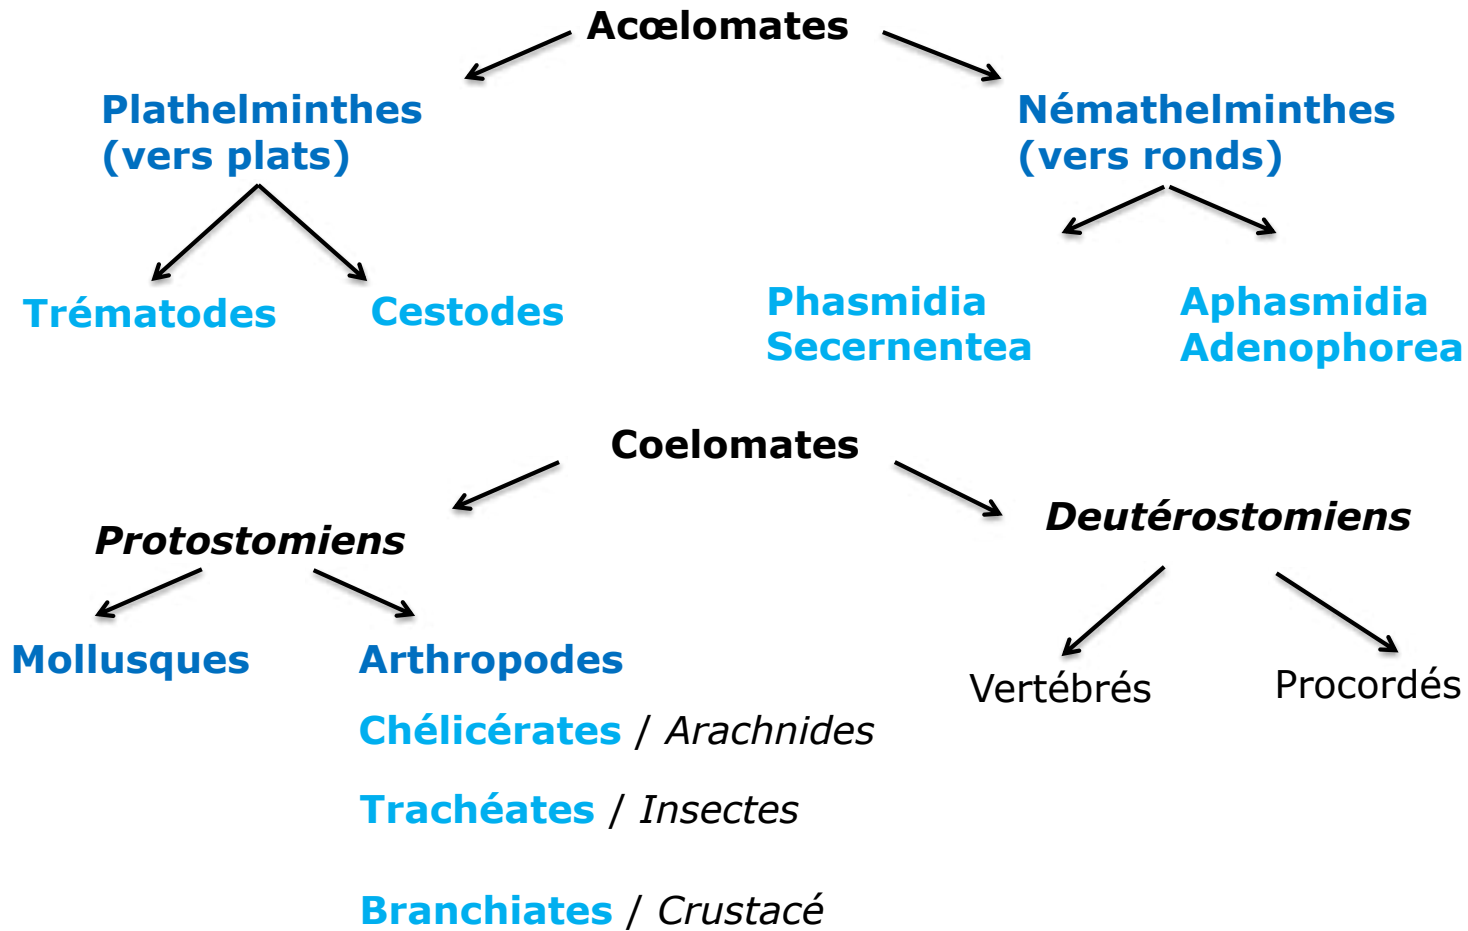 Acœlomates
Plathelminthes
(vers plats)
Némathelminthes
(vers ronds)
Trématodes
Cestodes
Phasmidia
Secernentea
Aphasmidia
Adenophorea
Coelomates
Protostomiens
Deutérostomiens
Mollusques
Arthropodes
Vertébrés
Procordés
Chélicérates / Arachnides
Trachéates / Insectes
Branchiates / Crustacé